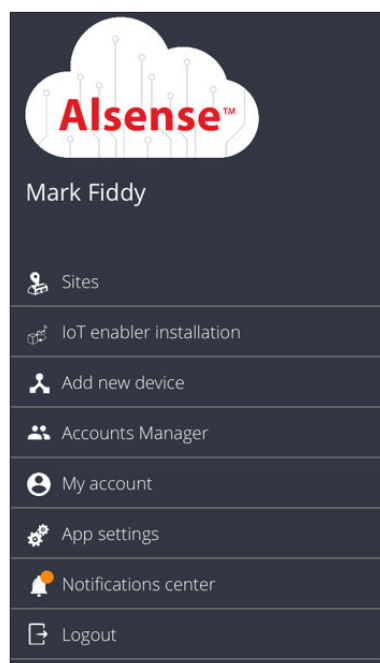 Alsense™
Mark Fiddy
Sites
IoT enabler installation
Add new device
Accounts Manager
My account
App settings
Notifications center
Logout